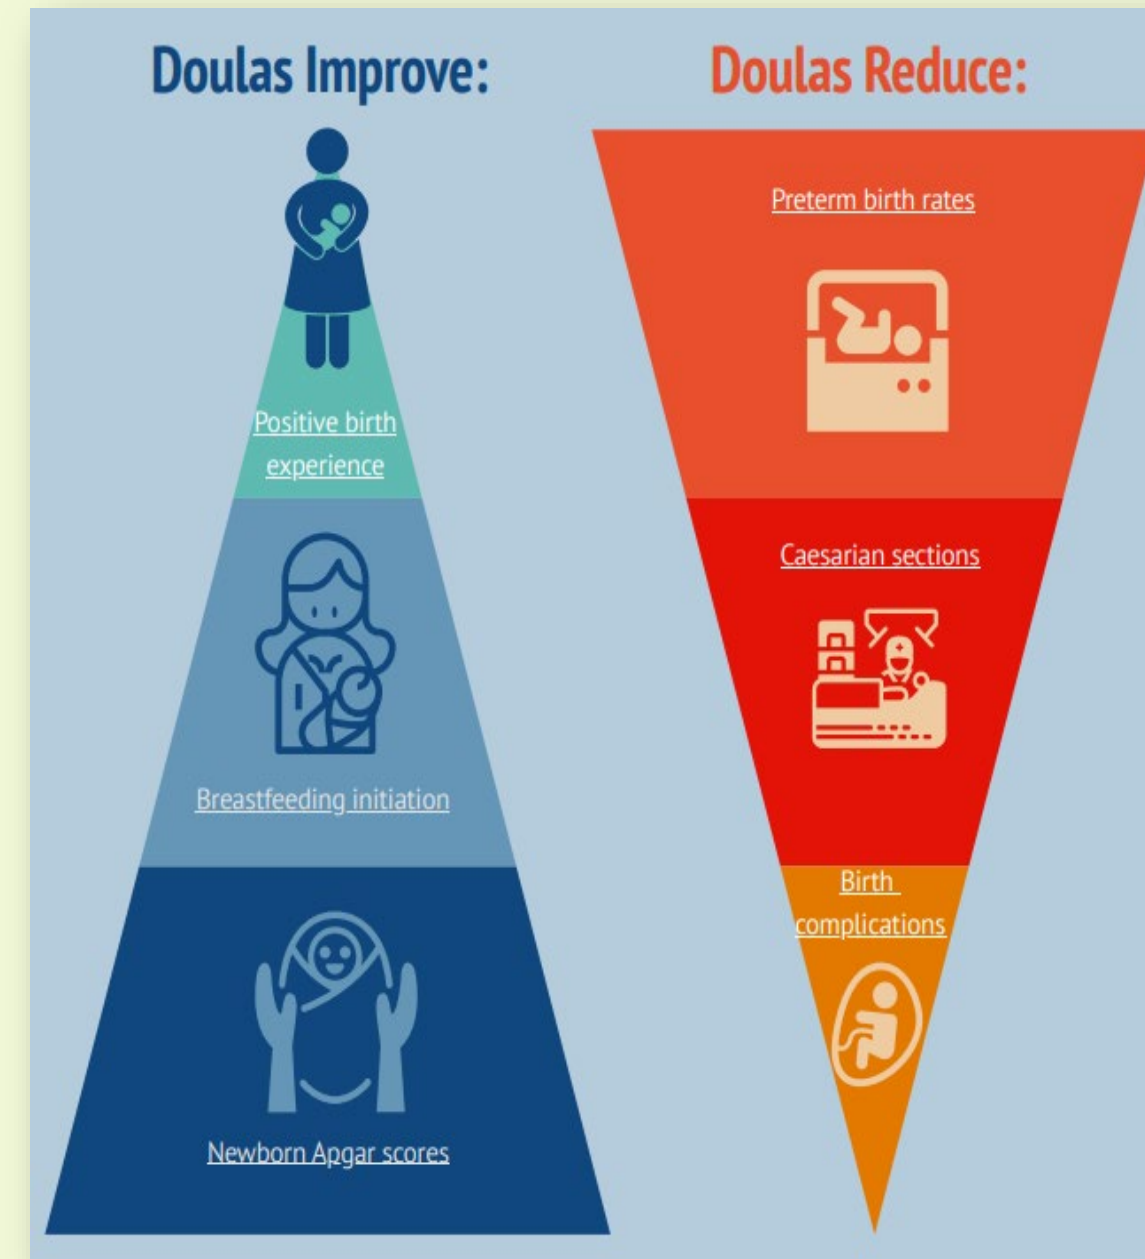 Doulas Improve:
Positive birth
experience
Breastfeeding initiation
Newborn Apgar scores
Doulas Reduce:
Preterm birth rates
Caesarian sections
Birth
complications